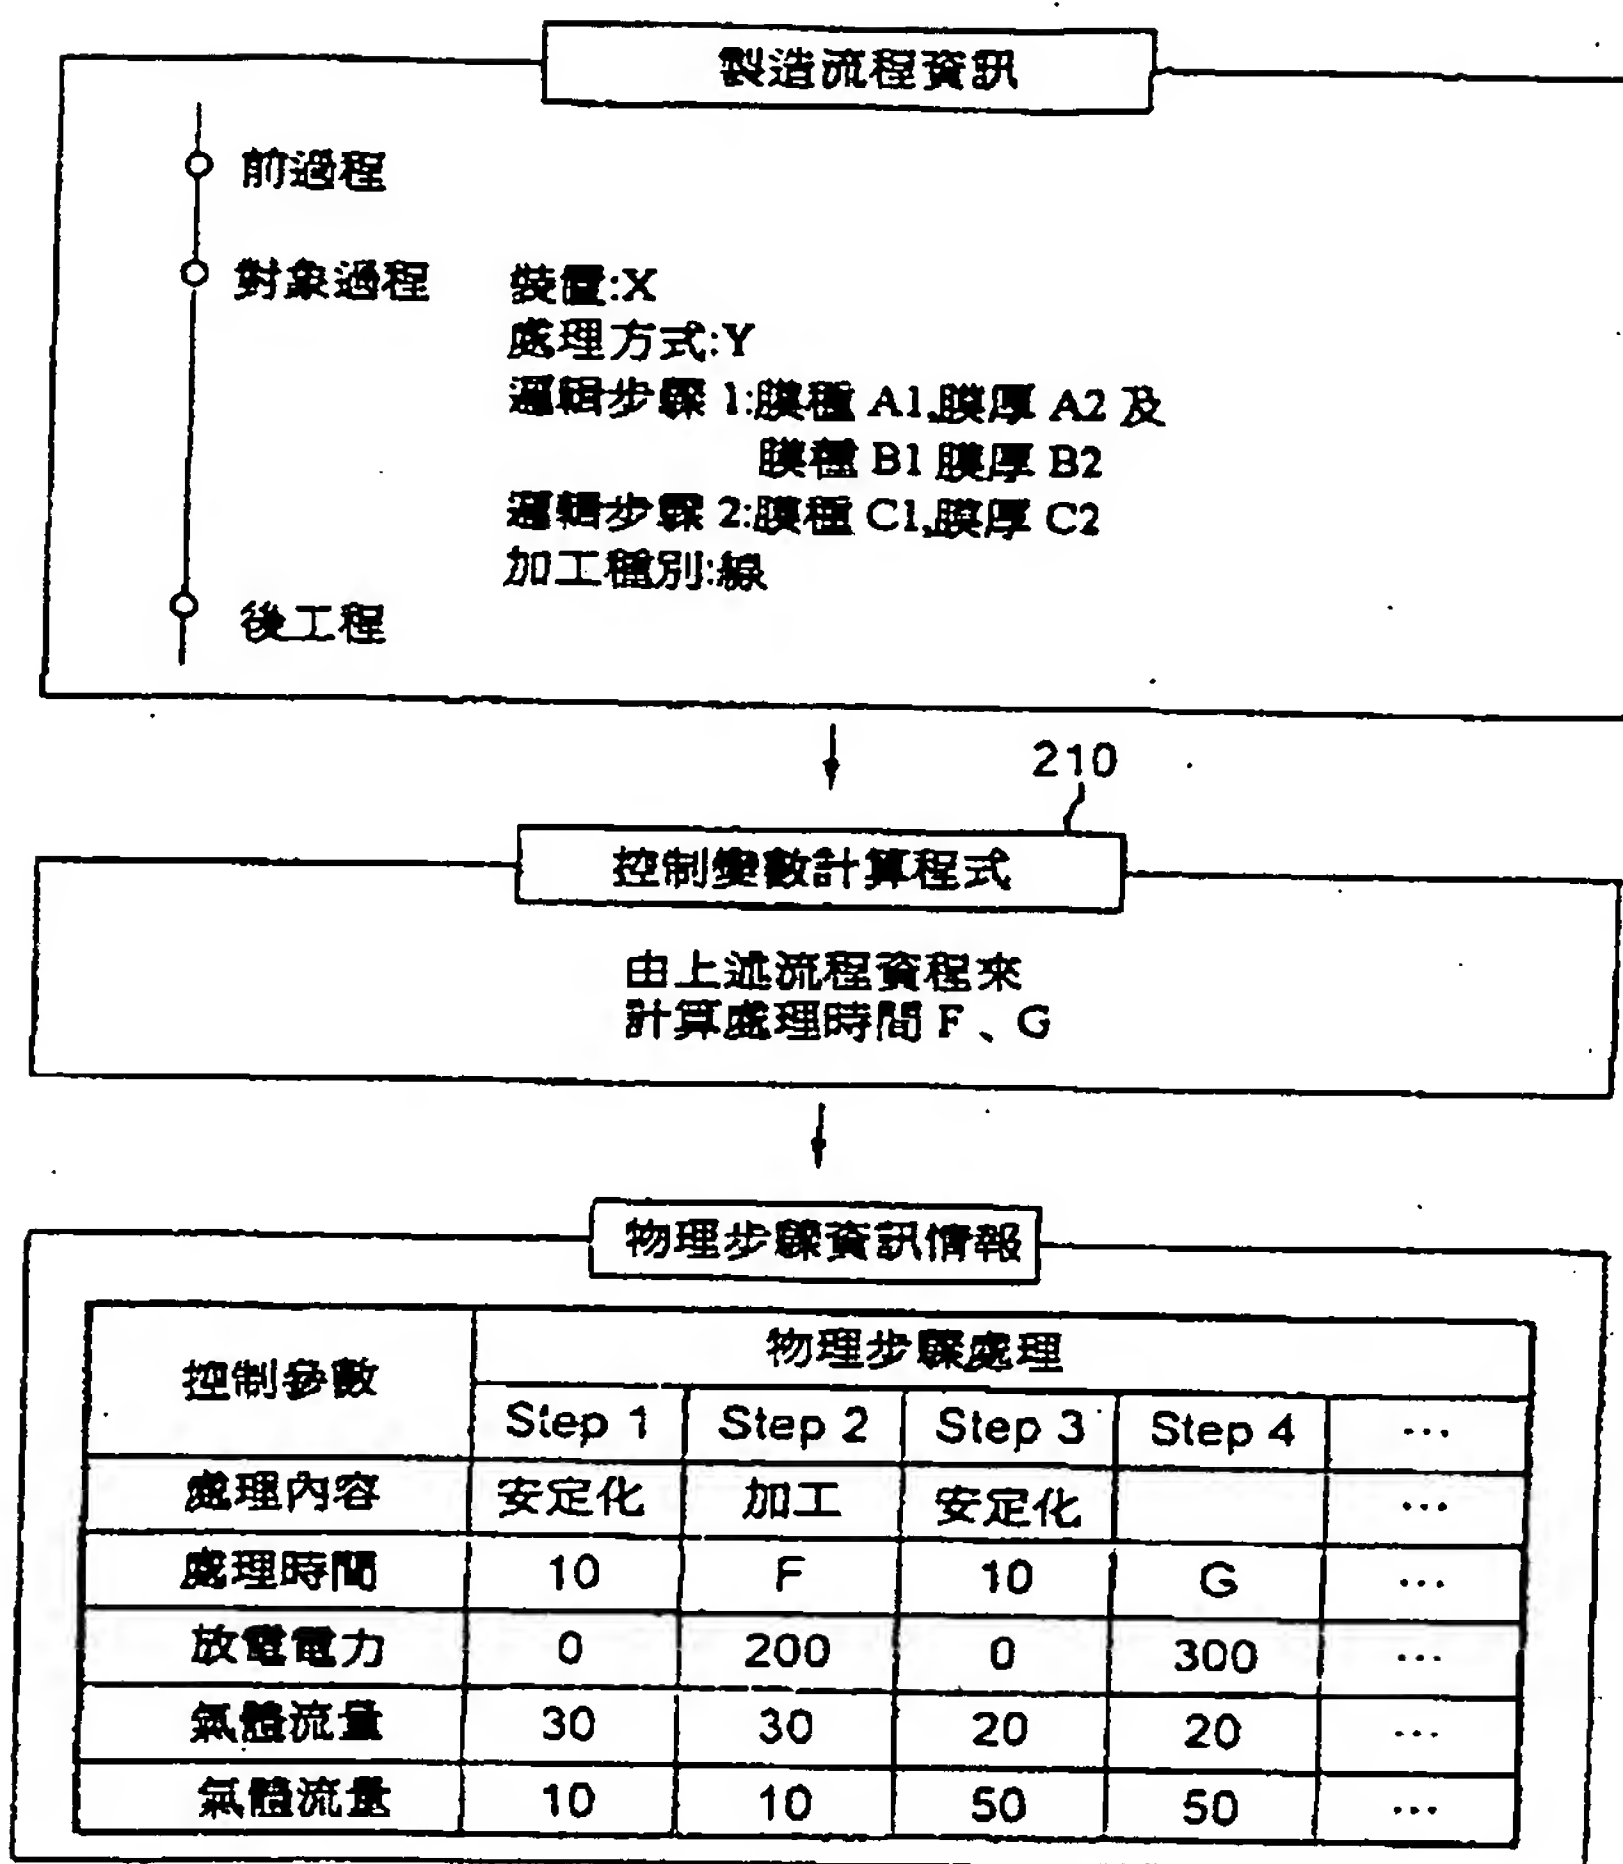 製造流程資訊
前過程
對象過程
裝置:X
處理方式:Y
邏輯步驟 1:膜種 A1,膜厚 A2 及
膜種 B1 膜厚 B2
邏輯步驟 2:膜種 C1,膜厚 C2
加工種別:線
後工程
210
控制變數計算程式
由上述流程資程來
計算處理時間 F、G
物理步驟資訊情報
控制參數
物理步驟處理
Step 1 Step 2 Step 3 Step 4 ...
處理內容 安定化 加工 安定化 ...
處理時間 10 F 10 G ...
放電電力 0 200 0 300 ...
氣體流量 30 30 20 20 ...
氣體流量 10 10 50 50 ...